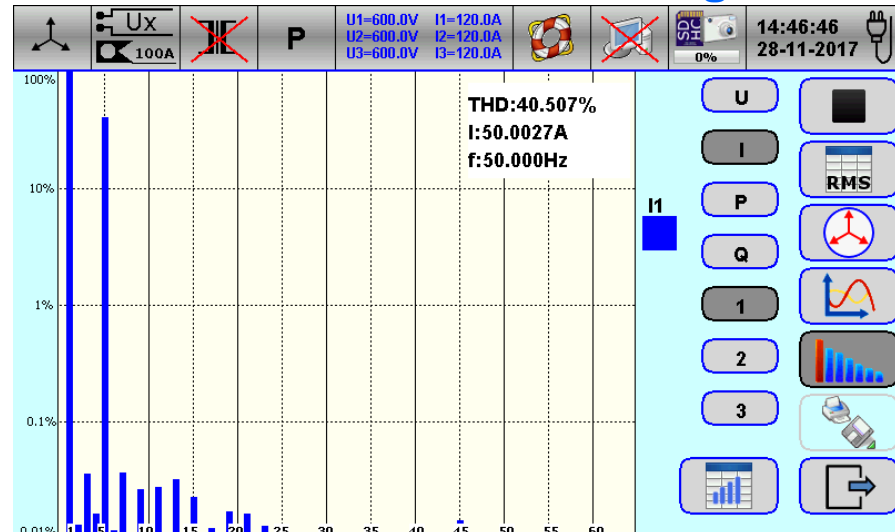 Ux
100A
P
U1=600.0V I1=120.0A
U2=600.0V I2=120.0A
U3=600.0V I3=120.0A
SD
HC
0%
14:46:46
28-11-2017
100%
10%
1%
0.1%
0.01%
THD:40.507%
I:50.0027A
f:50.000Hz
1 5 10 15 20 25 30 35 40 45 50 55 60
I1
U
I
P
Q
1
2
3
RMS